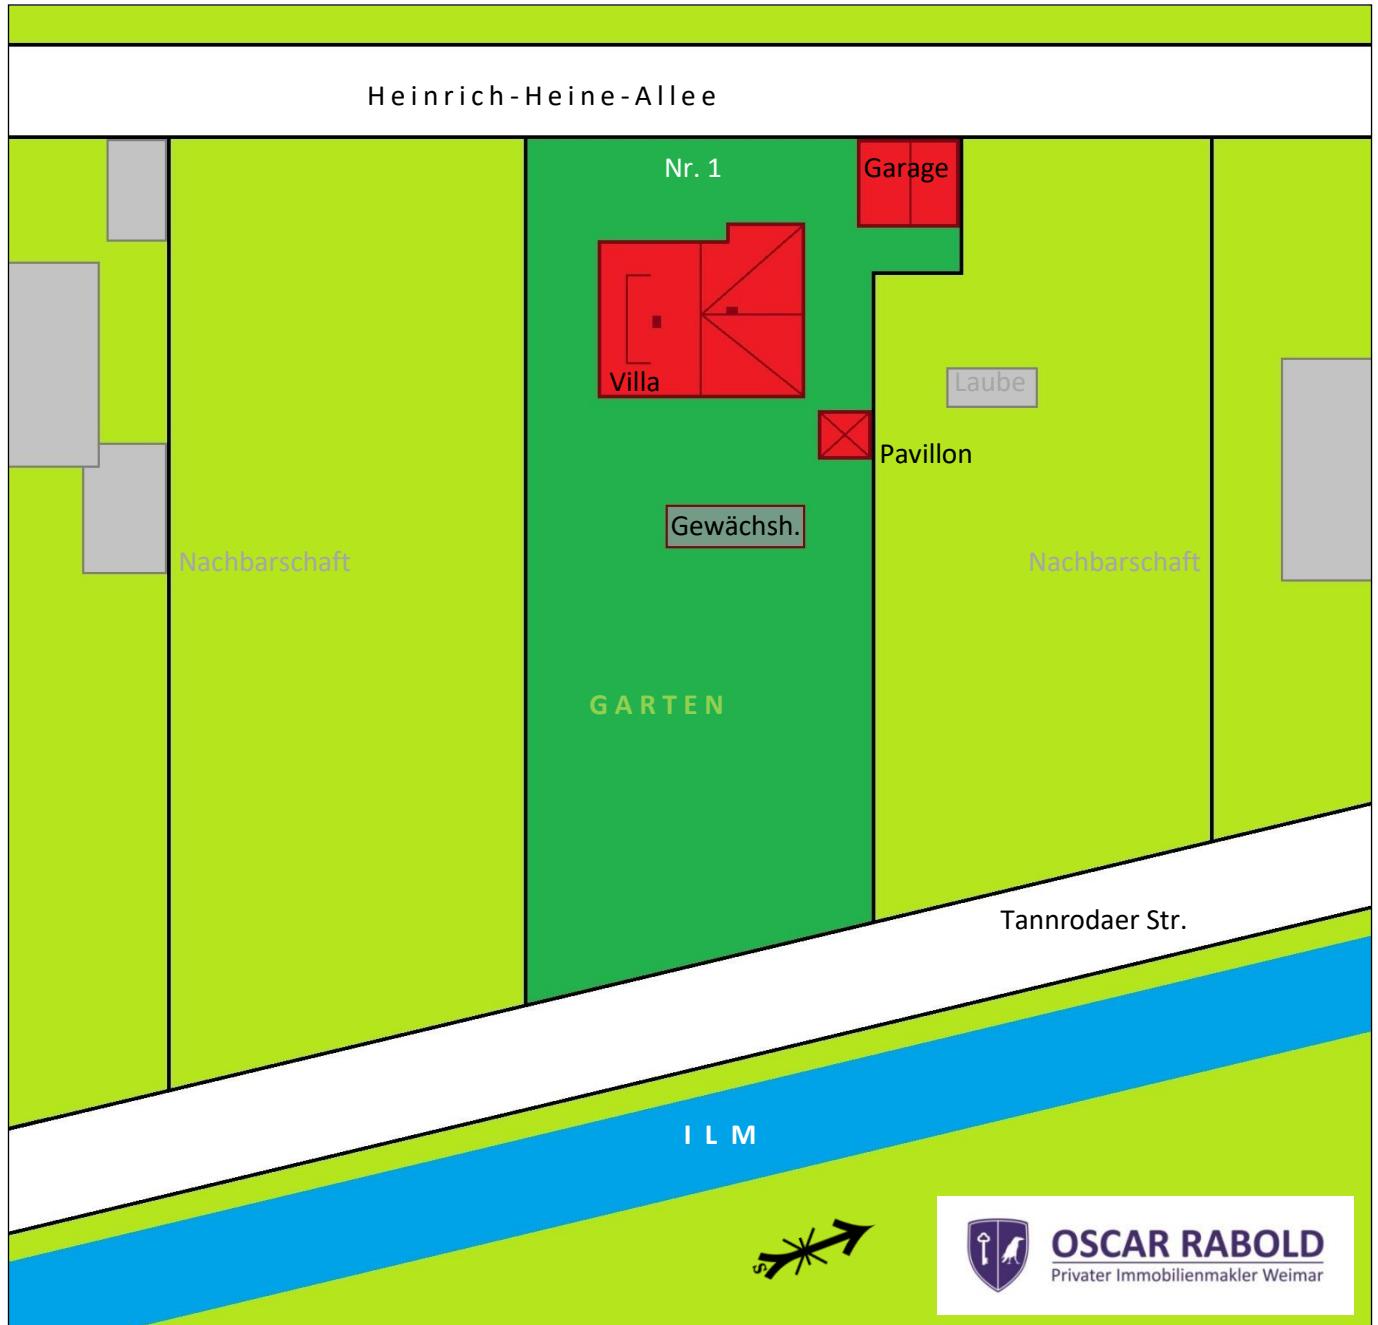 Heinrich-Heine-Allee
Nr. 1
Garage
Villa
Laube
Pavillon
Gewächsh.
Nachbarschaft
Nachbarschaft
GARTEN
Tannrodaer Str.
ILM
S
OSCAR RABOLD
Privater Immobilienmakler Weimar